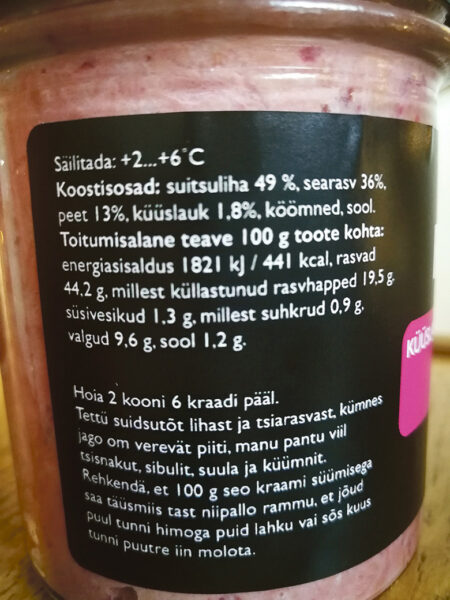 Säilitada: +2...+6°C
Koostisosad: suitsuliha 49 %, searasv 36%,
peet 13%, küüslauk 1,8%, köömned, sool.
Toitumisalane teave 100 g toote kohta:
energiasisaldus 1821 kJ / 441 kcal, rasvad
44,2 g, millest küllastunud rasvhapped 19,5 g.
süsivesikud 1,3 g, millest suhkrud 0,9 g.
valgud 9,6 g, sool 1,2 g.
Hoia 2 kooni 6 kraadi pääl.
Tettü suidsutõt lihast ja tsiarasvast, kümnes
jago om verevät piiti, manu pantu viil
tsisnakut, sibulit, suula ja küümnit.
Rehkendä, et 100 g seo kraami süümisega
saa täüsmiis tast niipallo rammu, et jõud
puul tunni himoga puid lahku vai sõs kuus
tunni puutre iin molota.